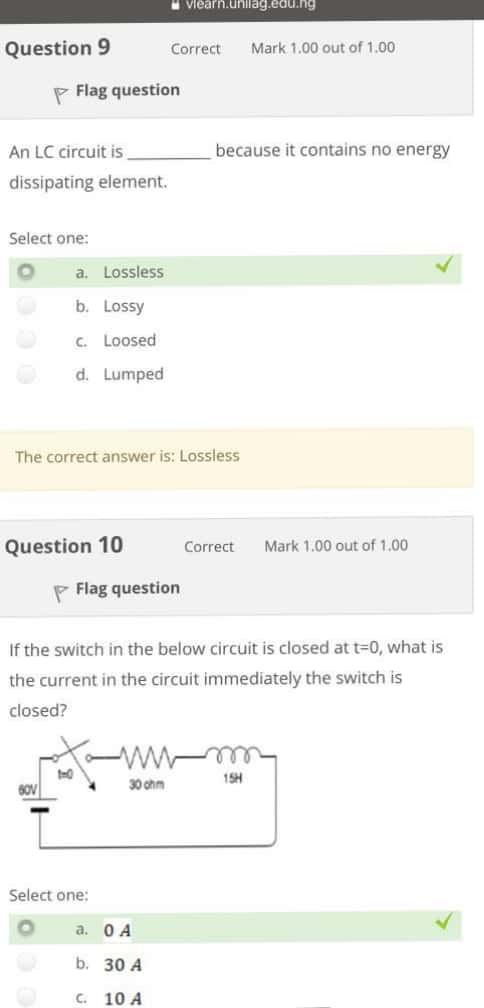 vlearn.unilag.edu.ng
Question 9 Correct Mark 1.00 out of 1.00
Flag question
An LC circuit is ________ because it contains no energy
dissipating element.
Select one:
a. Lossless
b. Lossy
c. Loosed
d. Lumped
The correct answer is: Lossless
Question 10 Correct Mark 1.00 out of 1.00
Flag question
If the switch in the below circuit is closed at t=0, what is
the current in the circuit immediately the switch is
closed?
t=0
60V
30 ohm
15H
Select one:
a. 0 A
b. 30 A
c. 10 A